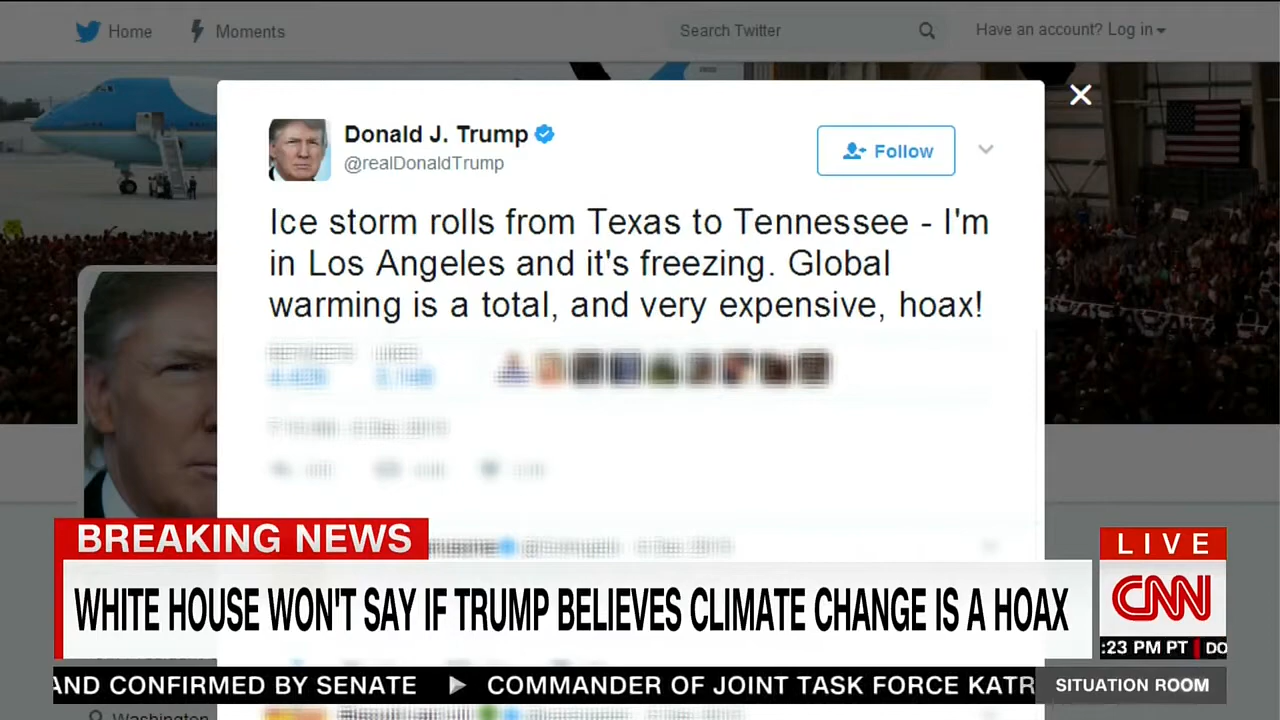 Home
Moments
Search Twitter
Have an account? Log in
Donald J. Trump
@realDonaldTrump
Follow
Ice storm rolls from Texas to Tennessee - I'm
in Los Angeles and it's freezing. Global
warming is a total, and very expensive, hoax!
BREAKING NEWS
WHITE HOUSE WON'T SAY IF TRUMP BELIEVES CLIMATE CHANGE IS A HOAX
LIVE
CNN
:23 PM PT DO
AND CONFIRMED BY SENATE ▶ COMMANDER OF JOINT TASK FORCE KATR
SITUATION ROOM
Washington